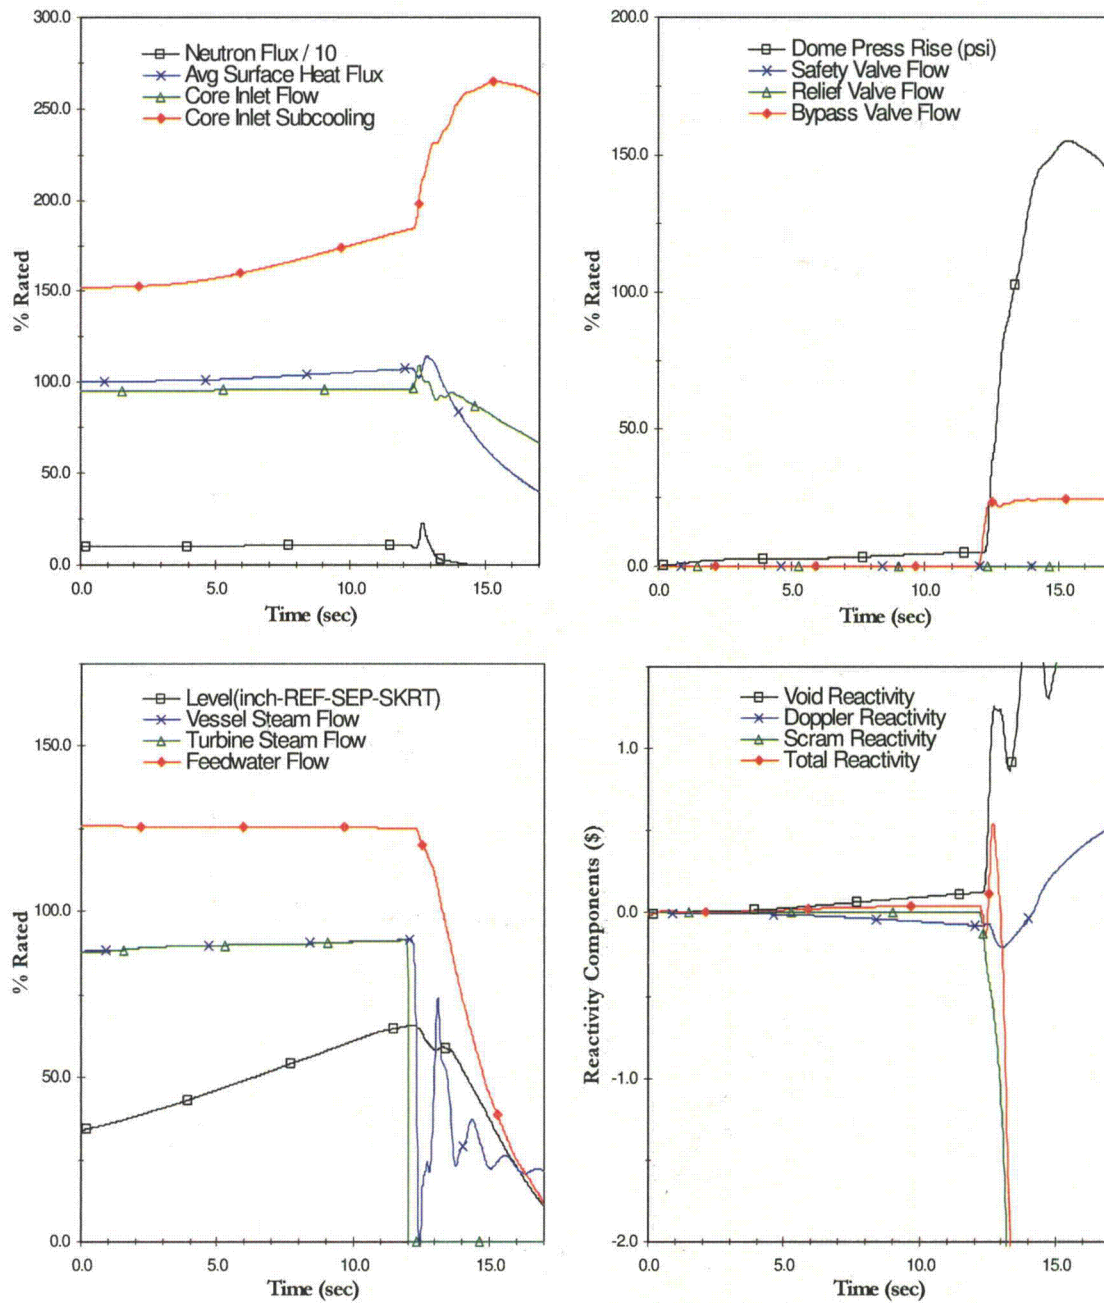 300.0
Neutron Flux / 10
Avg Surface Heat Flux
Core Inlet Flow
Core Inlet Subcooling
250.0
200.0
150.0
100.0
50.0
0.0
% Rated
0.0 5.0 10.0 15.0
Time (sec)
200.0
Dome Press Rise (psi)
Safety Valve Flow
Relief Valve Flow
Bypass Valve Flow
150.0
100.0
50.0
0.0
% Rated
0.0 5.0 10.0 15.0
Time (sec)
Level(inch-REF-SEP-SKRT)
Vessel Steam Flow
Turbine Steam Flow
Feedwater Flow
150.0
100.0
50.0
0.0
% Rated
0.0 5.0 10.0 15.0
Time (sec)
Void Reactivity
Doppler Reactivity
Scram Reactivity
Total Reactivity
1.0
0.0
-1.0
-2.0
Reactivity Components ($)
0.0 5.0 10.0 15.0
Time (sec)